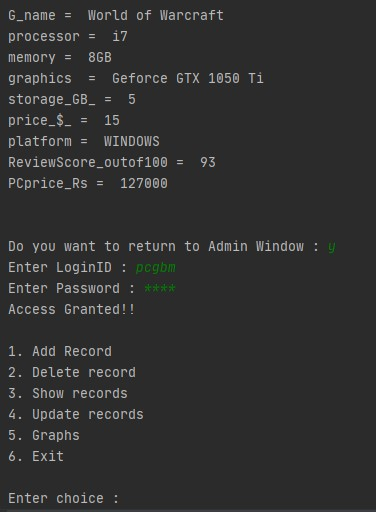 G_name =  World of Warcraft
processor =  i7
memory =  8GB
graphics  =  Geforce GTX 1050 Ti
storage_GB_ =  5
price_$_ =  15
platform =  WINDOWS
ReviewScore_outof100 =  93
PCprice_Rs =  127000
Do you want to return to Admin Window : y
Enter LoginID : pcgbm
Enter Password : ****
Access Granted!!
1. Add Record
2. Delete record
3. Show records
4. Update records
5. Graphs
6. Exit
Enter choice :